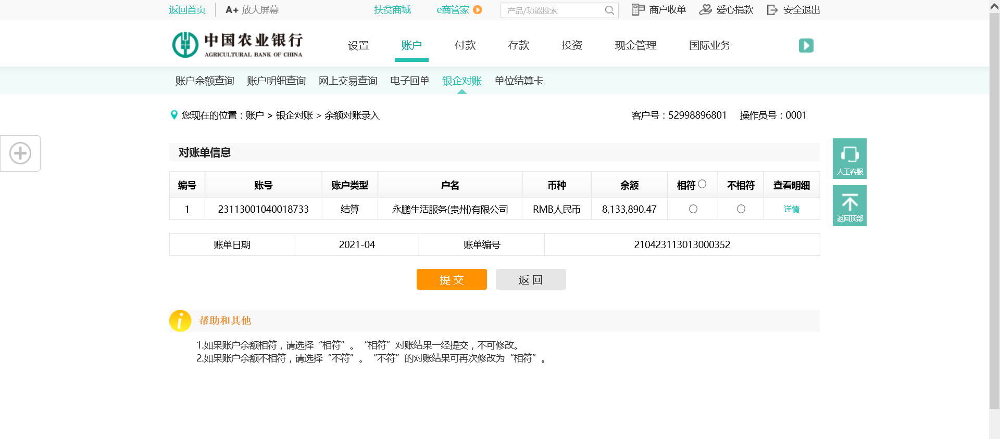 返回首页 A+ 放大屏幕 扶贫商城 e商管家 产品/功能搜索 商户收单 爱心捐款 安全退出
中国农业银行
AGRICULTURAL BANK OF CHINA
设置 账户 付款 存款 投资 现金管理 国际业务
账户余额查询 账户明细查询 网上交易查询 电子回单 银企对账 单位结算卡
您现在的位置：账户 > 银企对账 > 余额对账录入 客户号：52998896801 操作员号：0001
对账单信息
编号 账号 账户类型 户名 币种 余额 相符 不相符 查看明细
1 23113001040018733 结算 永鹏生活服务(贵州)有限公司 RMB人民币 8,133,890.47 详情
账单日期 2021-04 账单编号 210423113013000352
提 交 返 回
人工客服
返回顶部
帮助和其他
1.如果账户余额相符，请选择“相符”。“相符”对账结果一经提交，不可修改。
2.如果账户余额不相符，请选择“不符”。“不符”的对账结果可再次修改为“相符”。